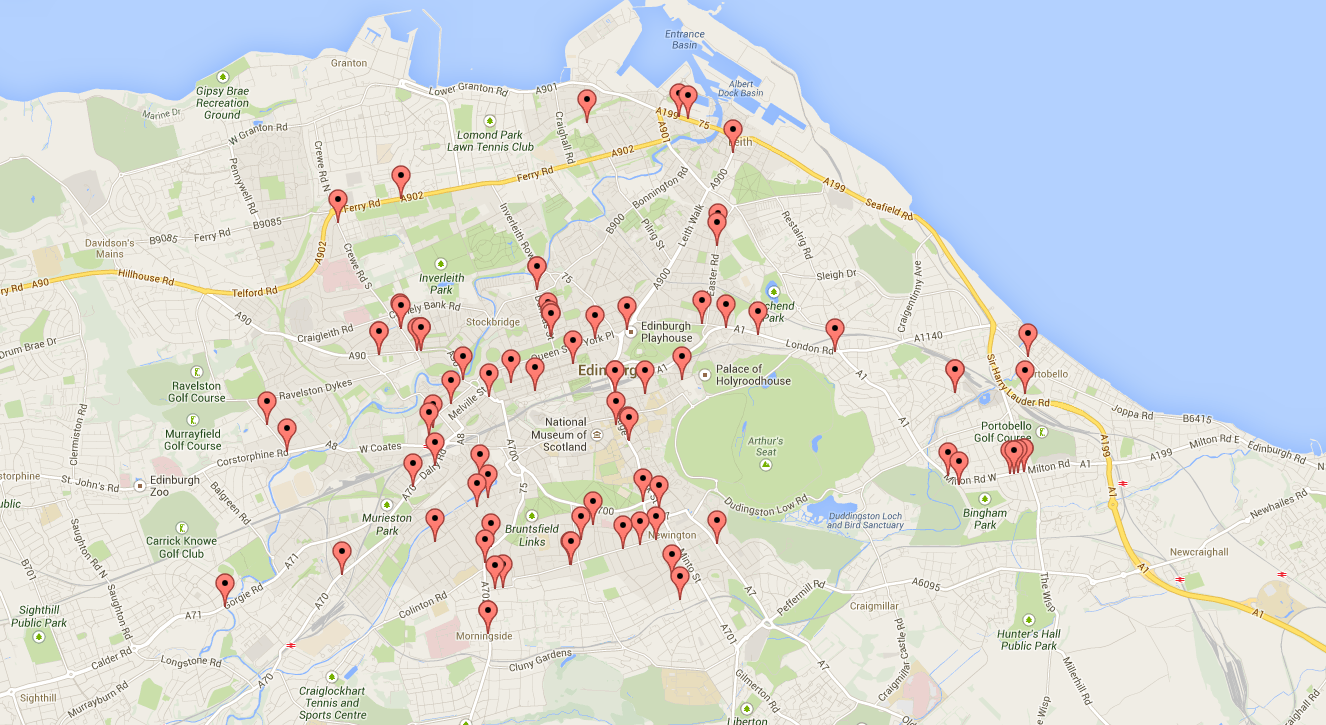 Entrance
Basin
Granton
Gipsy Brae
Recreation
Ground
Lower Granton Rd
A901
Albert
Dock Basin
Marine Dr
W Granton Rd
Lomond Park
Lawn Tennis Club
Craighall Rd
A199
75
A901
Leith
Crewe Rd N
Pennywell Rd
A902
Ferry Rd
Bonnington Rd
A900
A199
Seafield Rd
Ferry Rd
A902
B9085
Ferry Rd
B9085
Davidson's
Mains
Inverleith Row
B900
Pilrig St
Leith Walk
Restalrig Rd
A902
Crewe Rd S
Inverleith
Park
75
A900
Easter Rd
Sleigh Dr
Craigentinny Ave
ry Rd
A90
Hillhouse Rd
Telford Rd
A90
Craigleith Rd
ely Bank Rd
Stockbridge
chend
Park
Edinburgh
Playhouse
A1
London Rd
A1140
Drum Brae Dr
A90
Queen S
York Pl
Sir Harry Lauder Rd
A1
Palace of
Holyroodhouse
A1
ortobello
Ravelston
Golf Course
Ravelston Dykes
Melville St
Joppa Rd
B6415
Clermiston Rd
Murrayfield
Golf Course
National
Museum of
Scotland
Arthur's
Seat
Portobello
Golf Course
A199
Milton Rd E
Edinburgh R
storphine
St. John's Rd
Corstorphine Rd
A8
W Coates
A8
Dalry Rd
A700
A1
Milton Rd
Milton Rd W
A1
A199
Edinburgh
Zoo
Balgreen Rd
A70
75
Duddingston Low Rd
Newhailes Rd
public
Murieston
Park
Bruntsfield
Links
A700
Newington
Duddingston Loch
and Bird Sanctuary
Bingham
Park
Carrick Knowe
Golf Club
Saughton Rd N
B701
A71
Minto St
Newcraighall
Saughton Rd
Gorgie Rd
A70
A71
Colinton Rd
Peffermill Rd
A6095
The Wisp
A1
A1
Sighthill
Public Park
Morningside
Craigmillar
Hunter's Hall
Public Park
Calder Rd
Longstone Rd
Cluny Gardens
A701
A7
Craigmillar Castle Rd
Millerhill Rd
Sighthill
Murrayburn Rd
A70
Craiglockhart
Tennis and
Sports Centre
Gilmerton Rd
Liberton